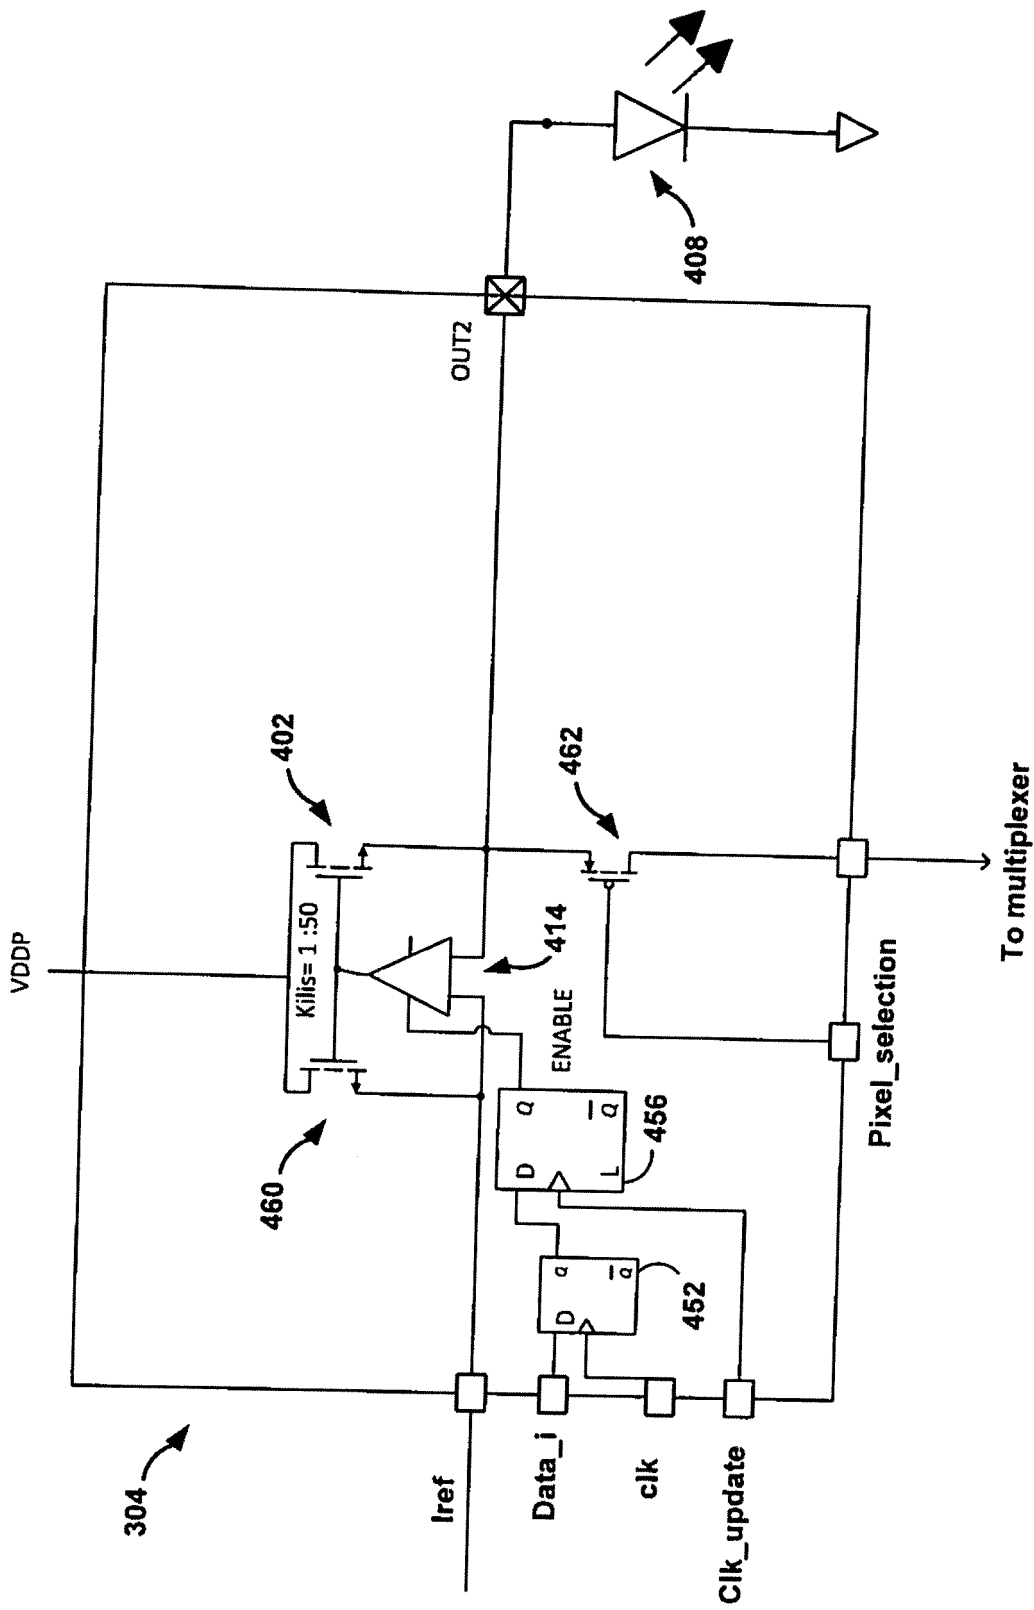 VDDP
OUT2
408
402
Kilis= 1 :50
460
414
462
ENABLE
D
Q
L
Q
456
D
Q
Q
452
304
Iref
Data_i
clk
Clk_update
Pixel_selection
To multiplexer